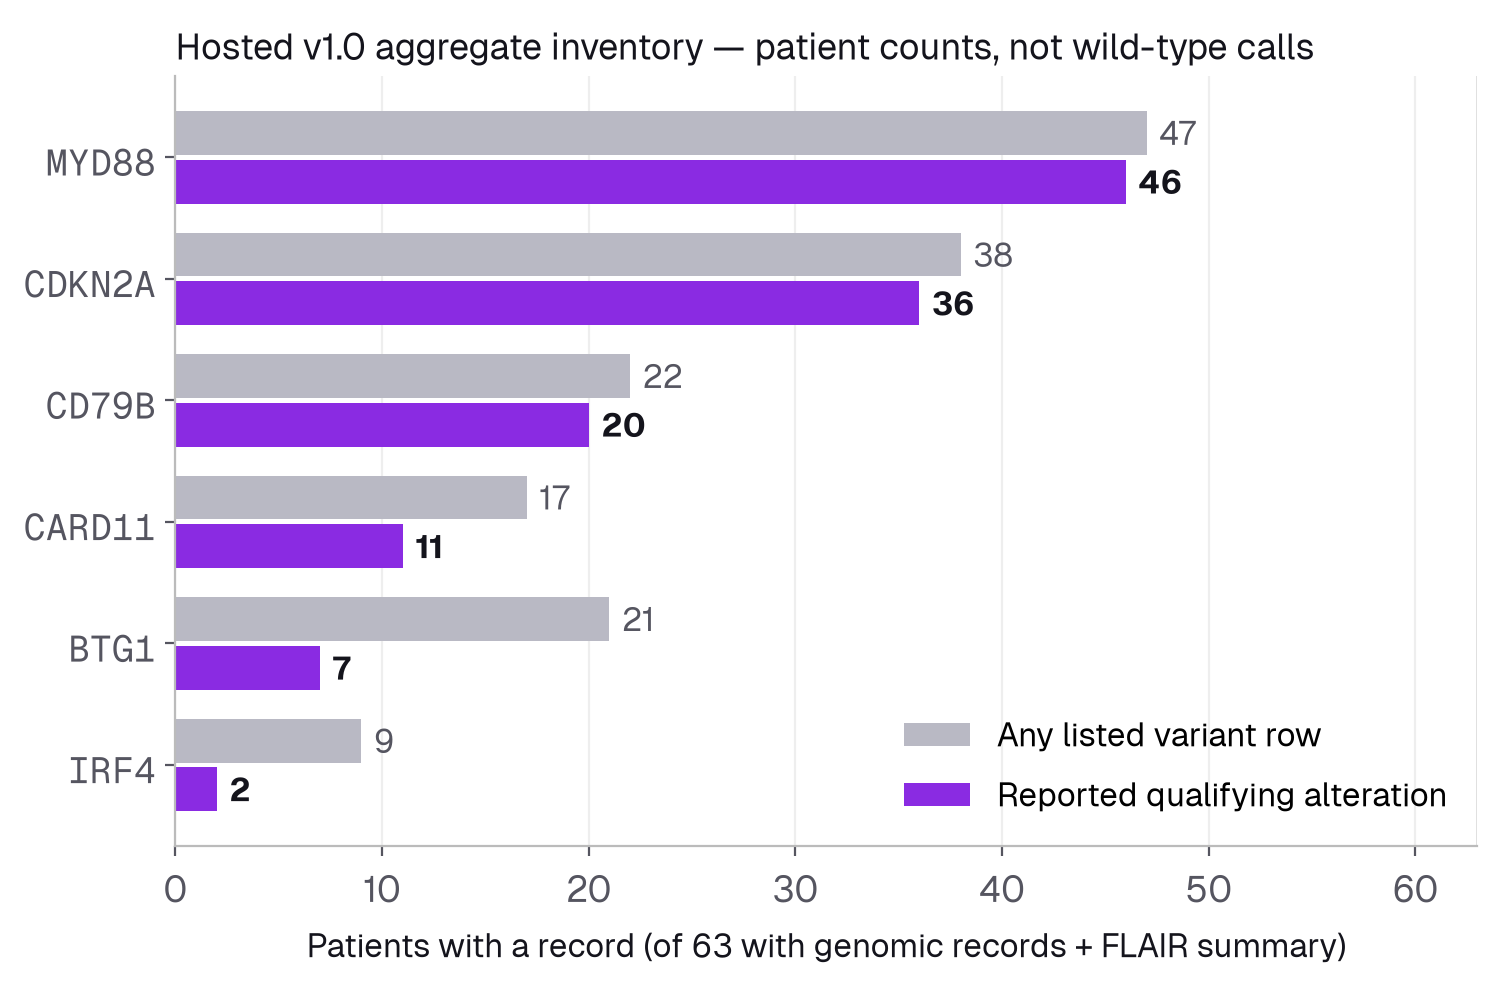 Hosted v1.0 aggregate inventory — patient counts, not wild-type calls
MYD88
47
46
CDKN2A
38
36
CD79B
22
20
CARD11
17
11
BTG1
21
7
IRF4
9
2
Any listed variant row
Reported qualifying alteration
0 10 20 30 40 50 60
Patients with a record (of 63 with genomic records + FLAIR summary)